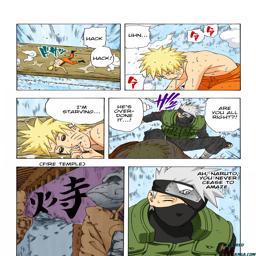 HACK
HACK!
UHN...
I'M
STARVING...
HE'S
OVER-
DONE
IT...
ARE YOU
ALL
RIGHT?!
(FIRE TEMPLE)
火寺
AH, NARUTO,
YOU NEVER
CEASE TO
AMAZE